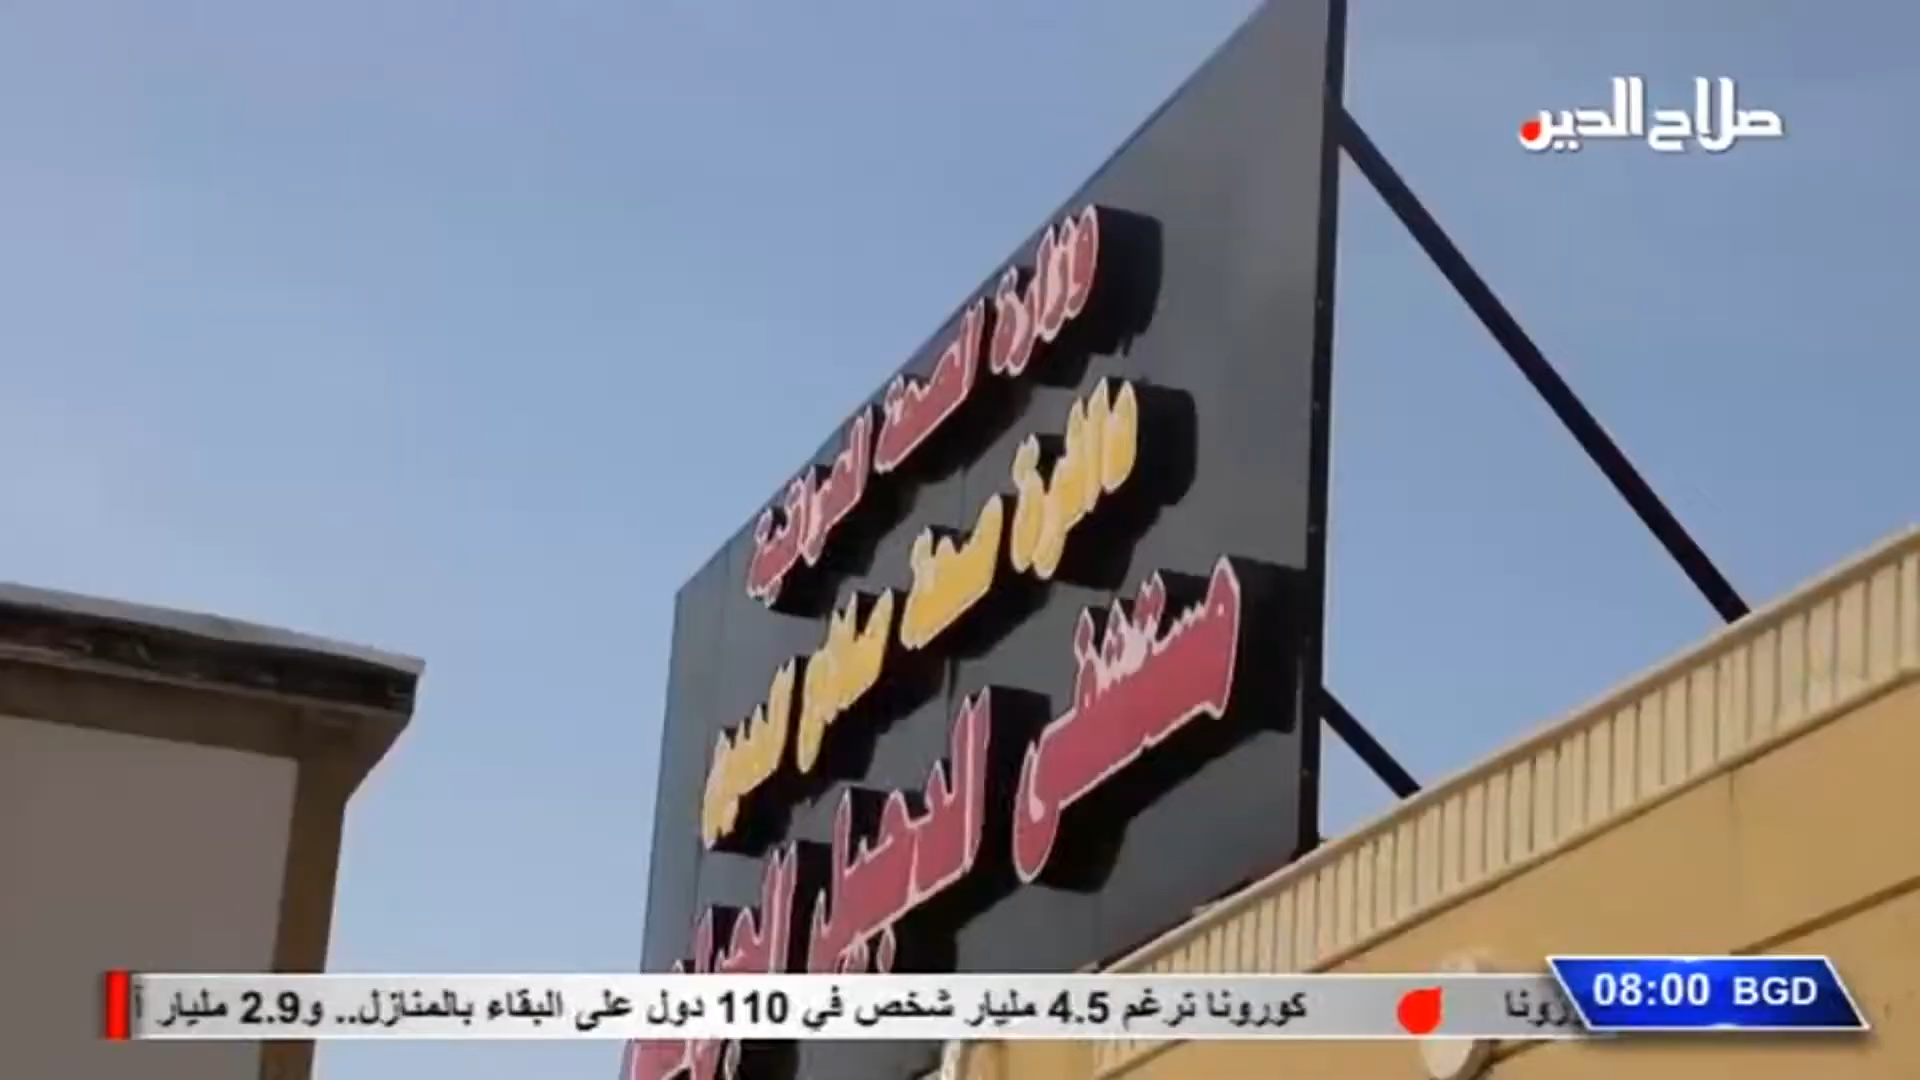 صلاح الدين
وزارة الصحة العراقية
دائرة صحة صلاح الدين
مستشفى الدجيل
كورونا ترغم 4.5 مليار شخص في 110 دول على البقاء بالمنازل.. و2.9 مليار
08:00 BGD